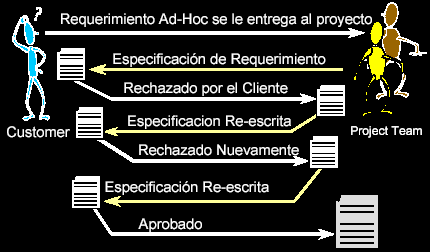 Requerimiento Ad-Hoc se le entrega al proyecto
?
Especificación de Requerimiento
Rechazado por el Cliente
Especificacion Re-escrita
Customer
Project Team
Rechazado Nuevamente
Especificación Re-escrita
Aprobado